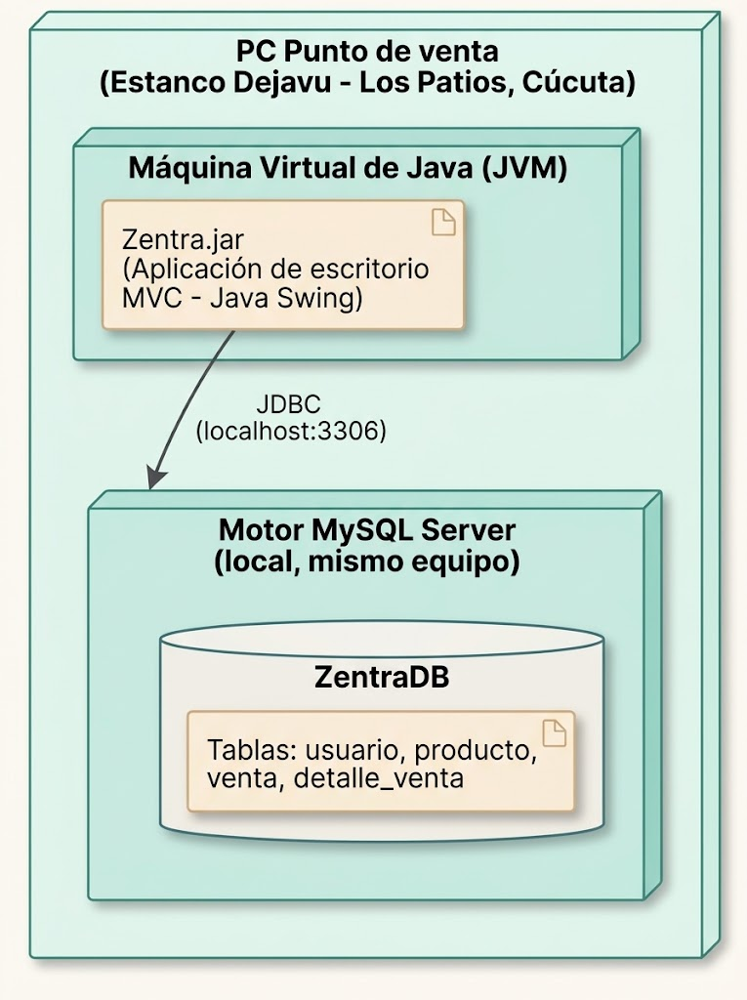 PC Punto de venta
(Estanco Dejavu - Los Patios, Cúcuta)
Máquina Virtual de Java (JVM)
Zentra.jar
(Aplicación de escritorio
MVC - Java Swing)
JDBC
(localhost:3306)
Motor MySQL Server
(local, mismo equipo)
ZentraDB
Tablas: usuario, producto,
venta, detalle_venta